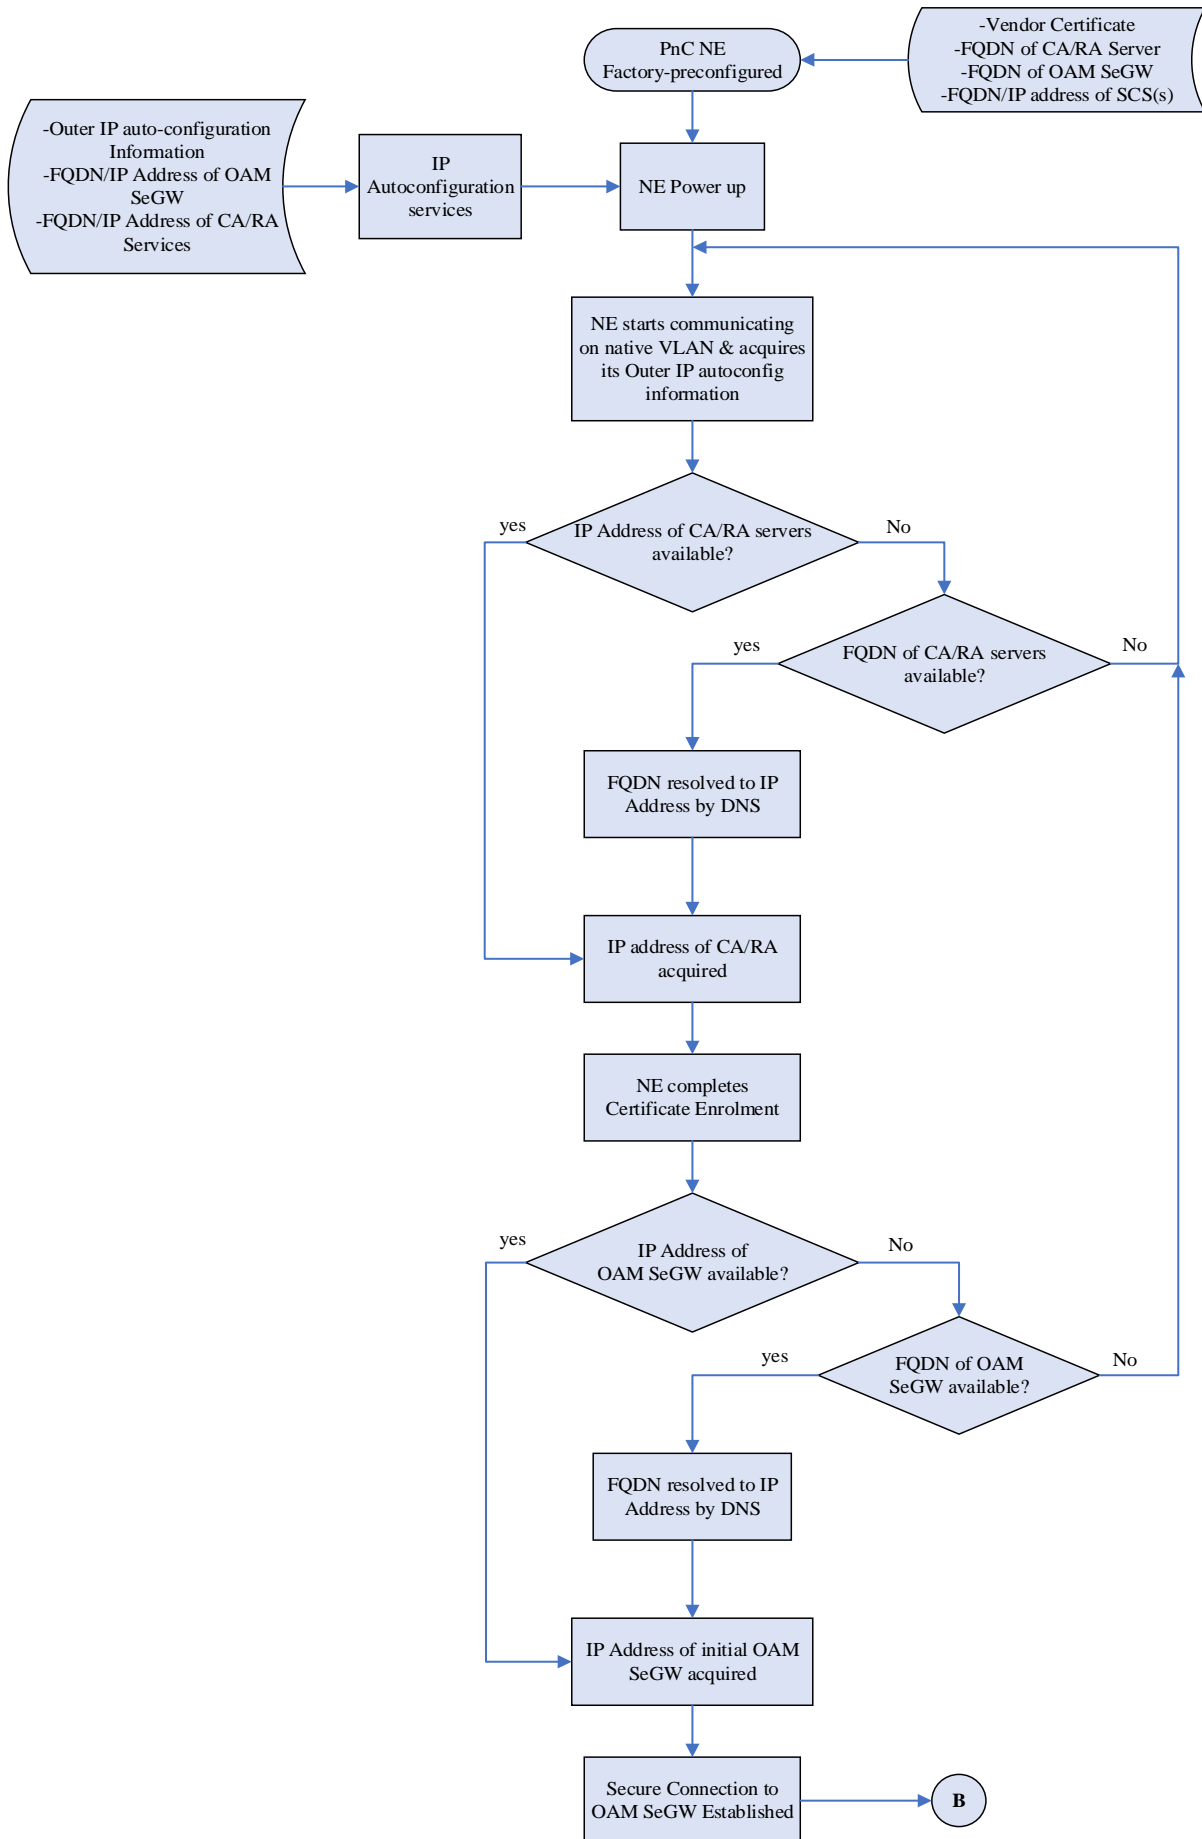 PnC NE
Factory-preconfigured
-Vendor Certificate
-FQDN of CA/RA Server
-FQDN of OAM SeGW
-FQDN/IP address of SCS(s)
-Outer IP auto-configuration
Information
-FQDN/IP Address of OAM
SeGW
-FQDN/IP Address of CA/RA
Services
IP
Autoconfiguration
services
NE Power up
NE starts communicating
on native VLAN & acquires
its Outer IP autoconfig
information
yes
IP Address of CA/RA servers
available?
No
yes
FQDN of CA/RA servers
available?
No
FQDN resolved to IP
Address by DNS
IP address of CA/RA
acquired
NE completes
Certificate Enrolment
yes
IP Address of
OAM SeGW available?
No
yes
FQDN of OAM
SeGW available?
No
FQDN resolved to IP
Address by DNS
IP Address of initial OAM
SeGW acquired
Secure Connection to
OAM SeGW Established
B